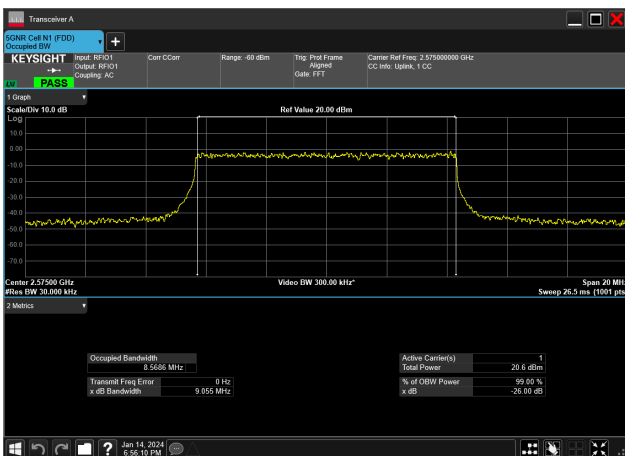 Transceiver A
5GNR Cell N1 (FDD)
Occupied BW
KEYSIGHT
PASS
Input: RFIO1
Output: RFIO1
Coupling: AC
Corr CCorr
Range: -60 dBm
Trig: Prot Frame
Aligned
Gate: FFT
Carrier Ref Freq: 2.575000000 GHz
CC Info: Uplink, 1 CC
1 Graph
Scale/Div 10.0 dB
Ref Value 20.00 dBm
Log
10.0
0.00
-10.0
-20.0
-30.0
-40.0
-50.0
-60.0
-70.0
Center 2.57500 GHz
Video BW 300.00 kHz*
Span 20 MHz
#Res BW 30.000 kHz
Sweep 26.5 ms (1001 pts
2 Metrics
Occupied Bandwidth
8.5686 MHz
Transmit Freq Error 0 Hz
x dB Bandwidth 9.055 MHz
Active Carrier(s) 1
Total Power 20.6 dBm
% of OBW Power 99.00 %
x dB -26.00 dB
Jan 14, 2024
6:56:10 PM